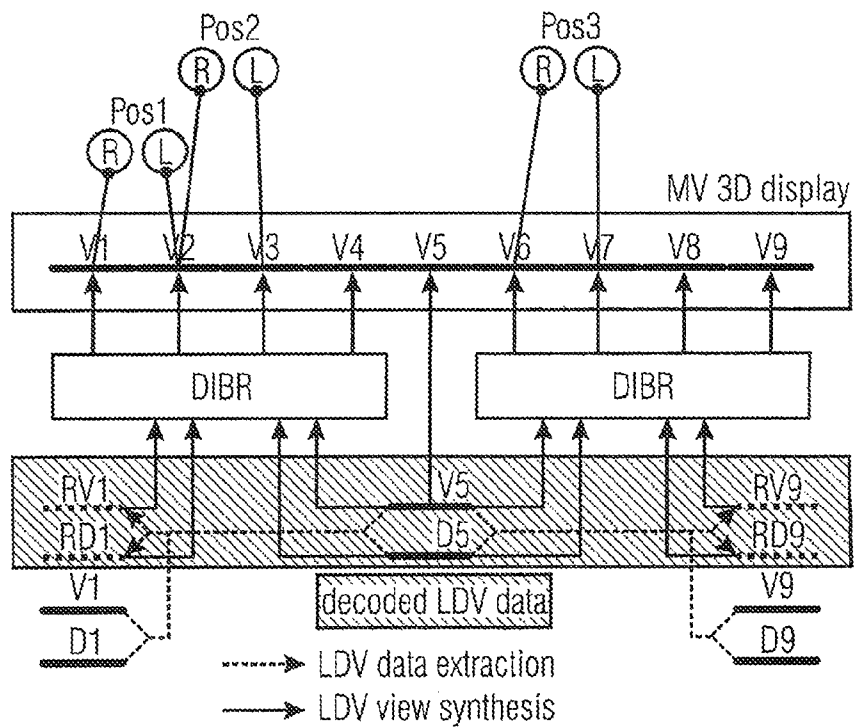 Pos2 Pos3
R L R L
Pos1
R L
MV 3D display
V1 V2 V3 V4 V5 V6 V7 V8 V9
DIBR DIBR
RV1 V5 RV9
RD1 D5 RD9
V1 decoded LDV data V9
D1 D9
LDV data extraction
LDV view synthesis